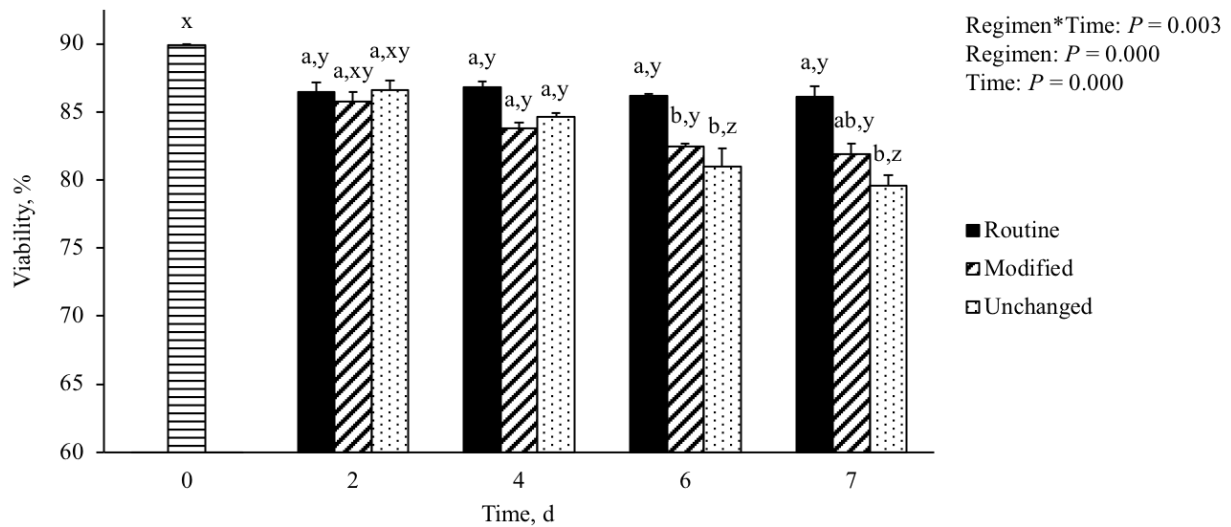 x
a,y
a,xy
a,xy
a,y
a,y
a,y
a,y
b,y
b,z
a,y
ab,y
b,z
Regimen*Time: P = 0.003
Regimen: P = 0.000
Time: P = 0.000
90
85
80
75
70
65
60
Viability, %
0
2
4
6
7
Time, d
Routine
Modified
Unchanged